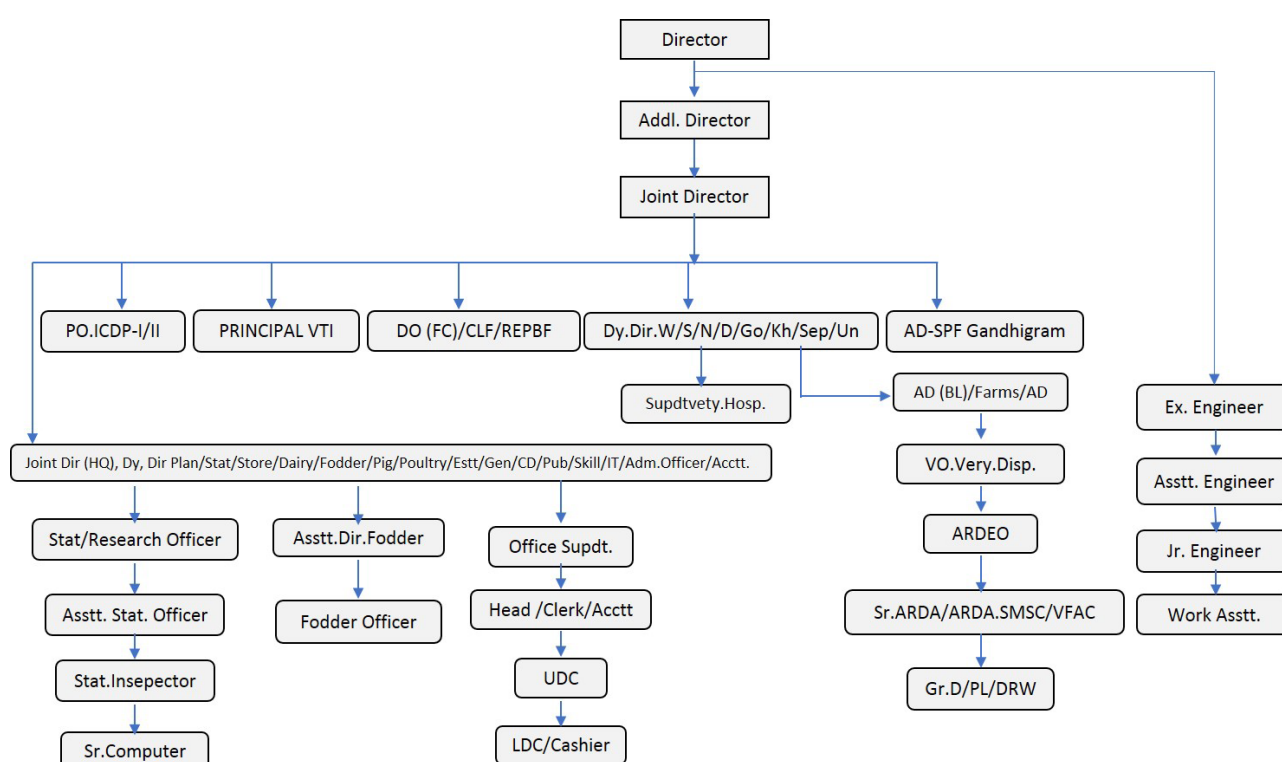 Director
Addl. Director
Joint Director
PO.ICDP-I/II
PRINCIPAL VTI
DO (FC)/CLF/REPBF
Dy.Dir.W/S/N/D/Go/Kh/Sep/Un
AD-SPF Gandhigram
Supdtvety.Hosp.
AD (BL)/Farms/AD
Ex. Engineer
Joint Dir (HQ), Dy, Dir Plan/Stat/Store/Dairy/Fodder/Pig/Poultry/Estt/Gen/CD/Pub/Skill/IT/Adm.Officer/Acctt.
VO.Very.Disp.
Asstt. Engineer
Stat/Research Officer
Asstt.Dir.Fodder
Office Supdt.
ARDEO
Jr. Engineer
Asstt. Stat. Officer
Fodder Officer
Head /Clerk/Acctt
Sr.ARDA/ARDA.SMSC/VFAC
Work Asstt.
Stat.Insepector
UDC
Gr.D/PL/DRW
Sr.Computer
LDC/Cashier